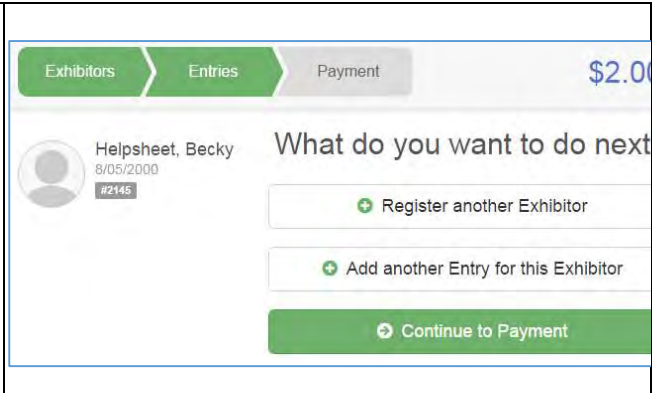 Exhibitors Entries Payment $2.00
Helpsheet, Becky
8/05/2000
#2145
What do you want to do next
Register another Exhibitor
Add another Entry for this Exhibitor
Continue to Payment